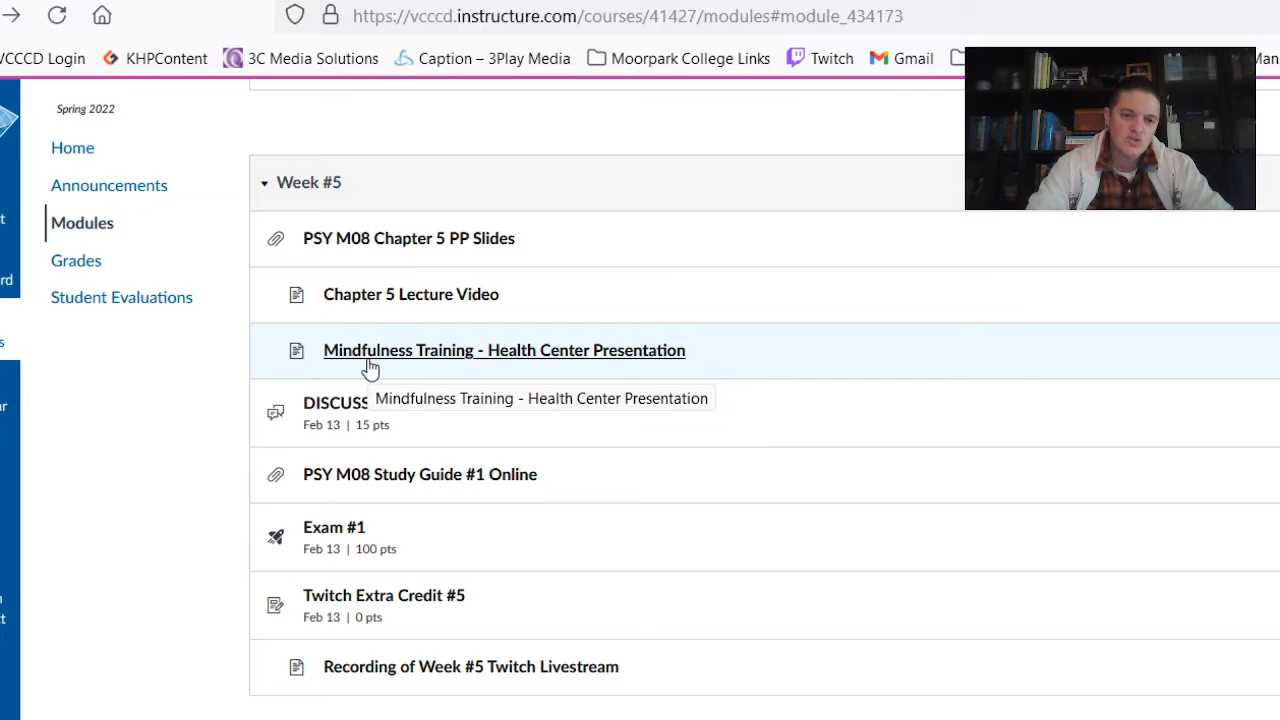 https://vcccd.instructure.com/courses/41427/modules#module_434173
VCCCD Login KHPContent 3C Media Solutions Caption – 3Play Media Moorpark College Links Twitch Gmail
Spring 2022
Home
Announcements
Modules
Grades
Student Evaluations
Week #5
PSY M08 Chapter 5 PP Slides
Chapter 5 Lecture Video
Mindfulness Training - Health Center Presentation
Mindfulness Training - Health Center Presentation
DISCUSS
Feb 13 | 15 pts
PSY M08 Study Guide #1 Online
Exam #1
Feb 13 | 100 pts
Twitch Extra Credit #5
Feb 13 | 0 pts
Recording of Week #5 Twitch Livestream